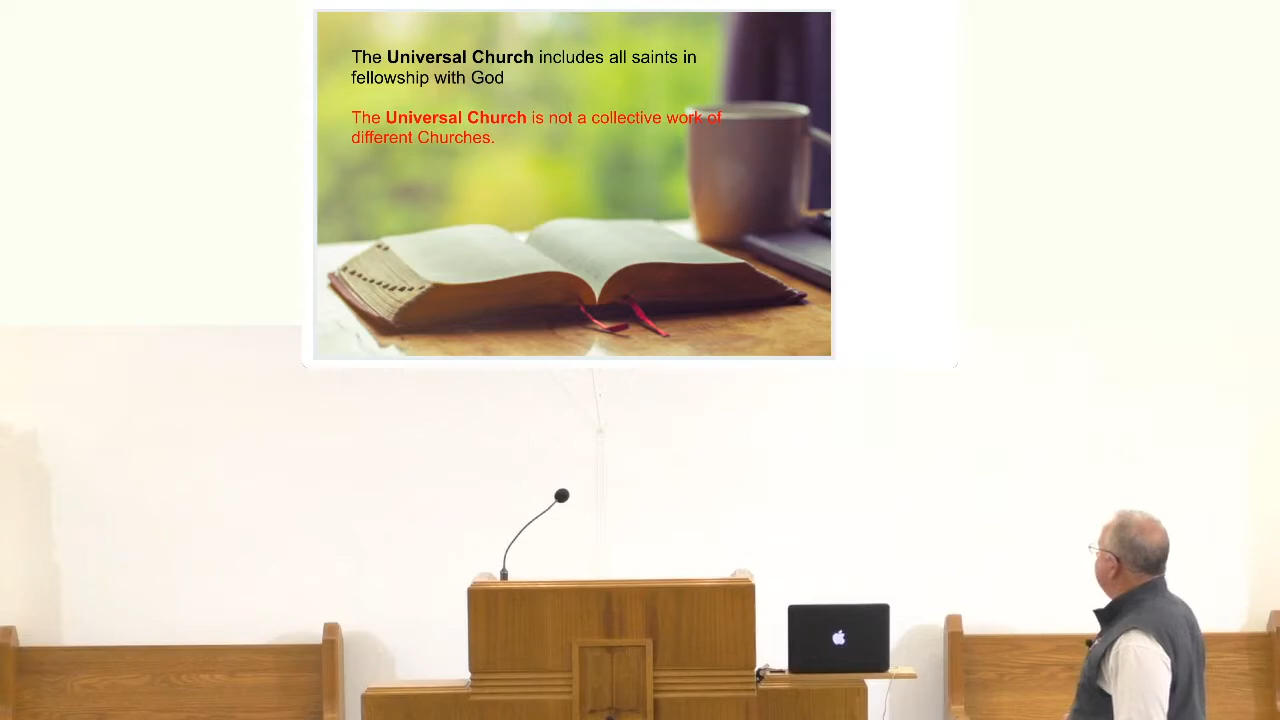 The Universal Church includes all saints in
fellowship with God
The Universal Church is not a collective work of
different Churches.